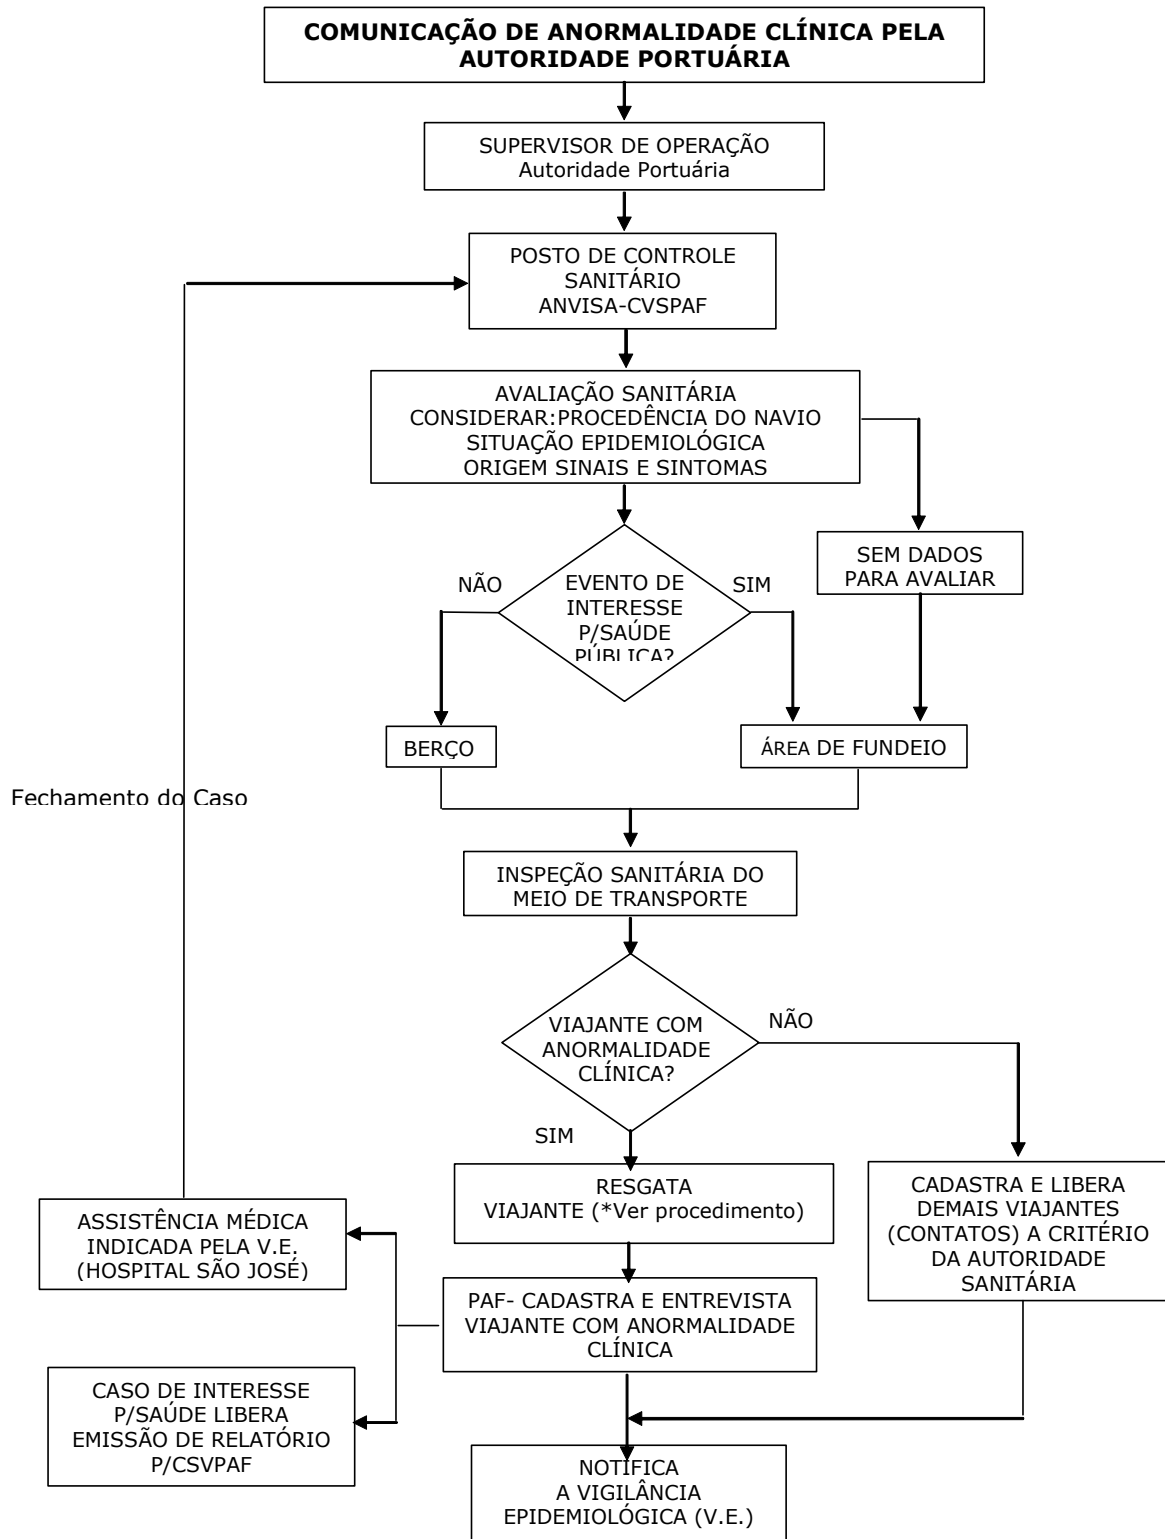 COMUNICAÇÃO DE ANORMALIDADE CLÍNICA PELA
AUTORIDADE PORTUÁRIA
SUPERVISOR DE OPERAÇÃO
Autoridade Portuária
POSTO DE CONTROLE
SANITÁRIO
ANVISA-CVSPAF
AVALIAÇÃO SANITÁRIA
CONSIDERAR:PROCEDÊNCIA DO NAVIO
SITUAÇÃO EPIDEMIOLÓGICA
ORIGEM SINAIS E SINTOMAS
SEM DADOS
PARA AVALIAR
NÃO
EVENTO DE
INTERESSE
P/SAÚDE
PÚBLICA?
SIM
BERÇO
ÁREA DE FUNDEIO
Fechamento do Caso
INSPEÇÃO SANITÁRIA DO
MEIO DE TRANSPORTE
VIAJANTE COM
ANORMALIDADE
CLÍNICA?
NÃO
SIM
RESGATA
VIAJANTE (*Ver procedimento)
CADASTRA E LIBERA
DEMAIS VIAJANTES
(CONTATOS) A CRITÉRIO
DA AUTORIDADE
SANITÁRIA
ASSISTÊNCIA MÉDICA
INDICADA PELA V.E.
(HOSPITAL SÃO JOSÉ)
PAF- CADASTRA E ENTREVISTA
VIAJANTE COM ANORMALIDADE
CLÍNICA
CASO DE INTERESSE
P/SAÚDE LIBERA
EMISSÃO DE RELATÓRIO
P/CSVPAF
NOTIFICA
A VIGILÂNCIA
EPIDEMIOLÓGICA (V.E.)